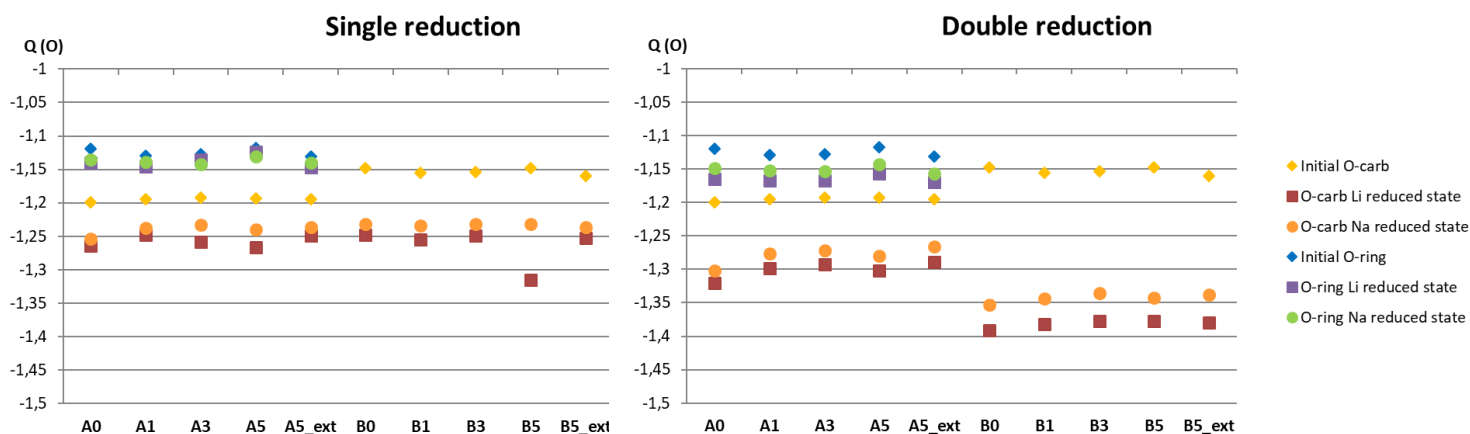 Single reduction
Q (O)
-1
-1,05
-1,1
-1,15
-1,2
-1,25
-1,3
-1,35
-1,4
-1,45
-1,5
A0 A1 A3 A5 A5_ext B0 B1 B3 B5 B5_ext
Double reduction
Q (O)
-1
-1,05
-1,1
-1,15
-1,2
-1,25
-1,3
-1,35
-1,4
-1,45
-1,5
A0 A1 A3 A5 A5_ext B0 B1 B3 B5 B5_ext
Initial O-carb
O-carb Li reduced state
O-carb Na reduced state
Initial O-ring
O-ring Li reduced state
O-ring Na reduced state